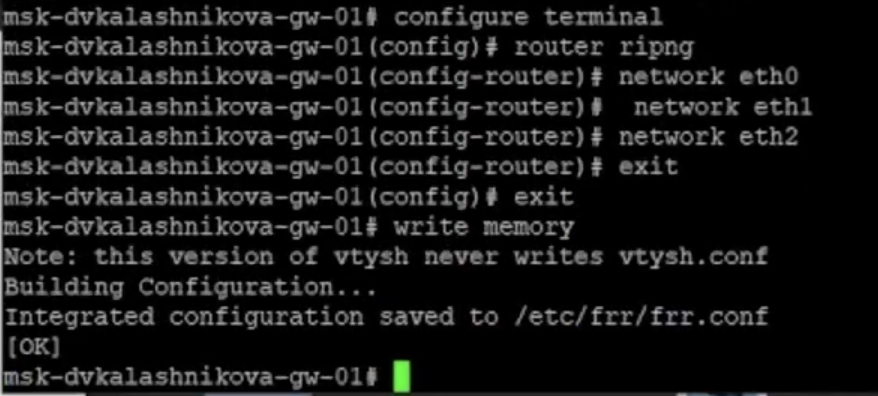 msk-dvkalashnikova-gw-01# configure terminal
msk-dvkalashnikova-gw-01(config)# router ripng
msk-dvkalashnikova-gw-01(config-router)# network eth0
msk-dvkalashnikova-gw-01(config-router)#  network eth1
msk-dvkalashnikova-gw-01(config-router)# network eth2
msk-dvkalashnikova-gw-01(config-router)# exit
msk-dvkalashnikova-gw-01(config)# exit
msk-dvkalashnikova-gw-01# write memory
Note: this version of vtysh never writes vtysh.conf
Building Configuration...
Integrated configuration saved to /etc/frr/frr.conf
[OK]
msk-dvkalashnikova-gw-01#